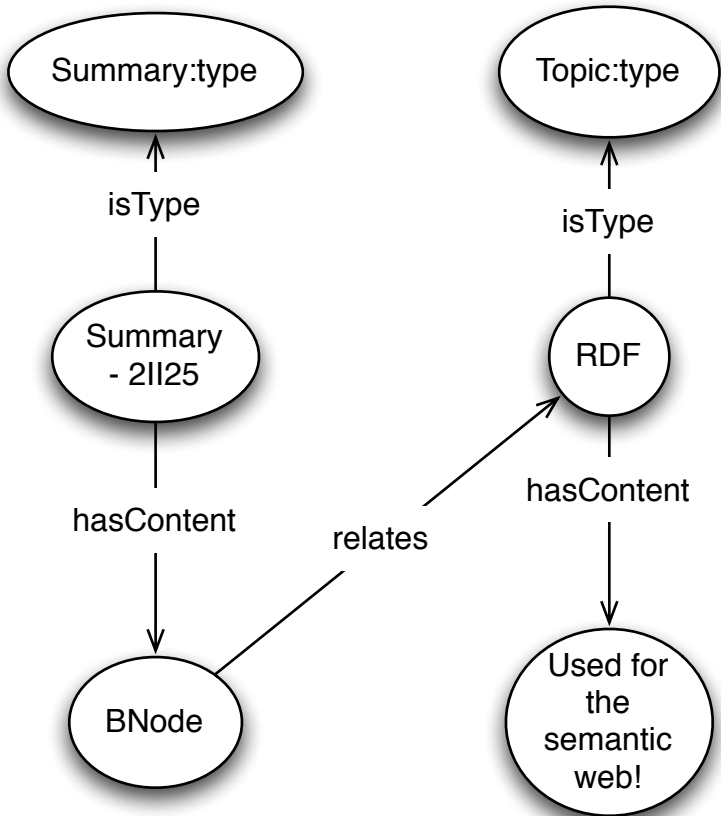 Summary:type
Topic:type
isType
isType
Summary
- 2II25
RDF
hasContent
hasContent
relates
BNode
Used for
the
semantic
web!